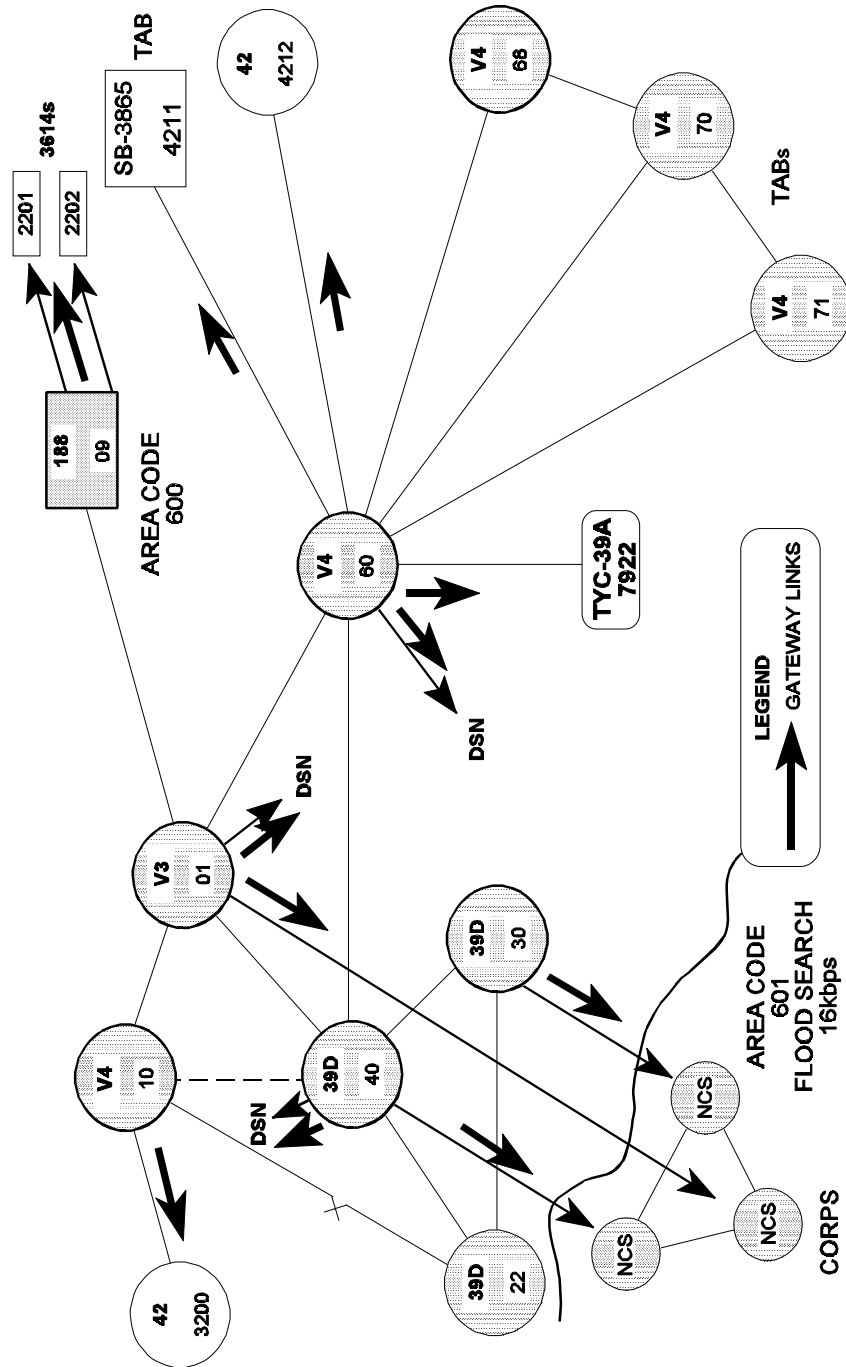 42
3200
V4
10
188
09
2201
2202
3614s
SB-3865
4211
TAB
42
4212
AREA CODE
600
V3
01
DSN
DSN
39D
40
39D
22
39D
30
V4
60
DSN
TYC-39A
7922
V4
68
V4
70
V4
71
TABs
NCS
NCS
NCS
CORPS
AREA CODE
601
FLOOD SEARCH
16kbps
LEGEND
GATEWAY LINKS